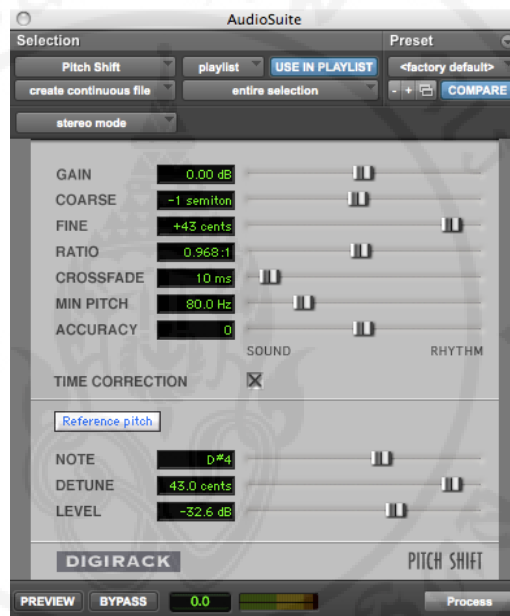 AudioSuite
Selection Preset
Pitch Shift playlist USE IN PLAYLIST <factory default>
create continuous file entire selection - + COMPARE
stereo mode
GAIN 0.00 dB
COARSE -1 semiton
FINE +43 cents
RATIO 0.968:1
CROSSFADE 10 ms
MIN PITCH 80.0 Hz
ACCURACY 0
SOUND RHYTHM
TIME CORRECTION
Reference pitch
NOTE D#4
DETUNE 43.0 cents
LEVEL -32.6 dB
DIGIRACK PITCH SHIFT
PREVIEW BYPASS 0.0 Process